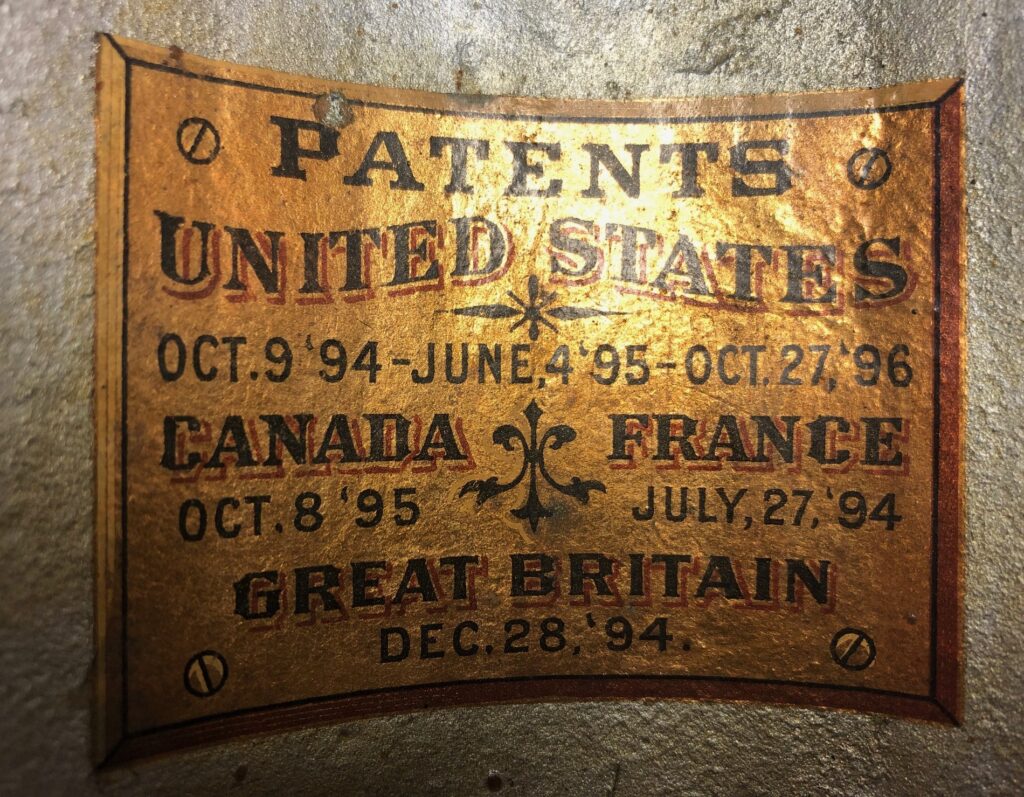 PATENTS
UNITED STATES
OCT. 9 '94 - JUNE, 4 '95 - OCT. 27, '96
CANADA FRANCE
OCT. 8 '95 JULY, 27, '94
GREAT BRITAIN
DEC. 28, '94.